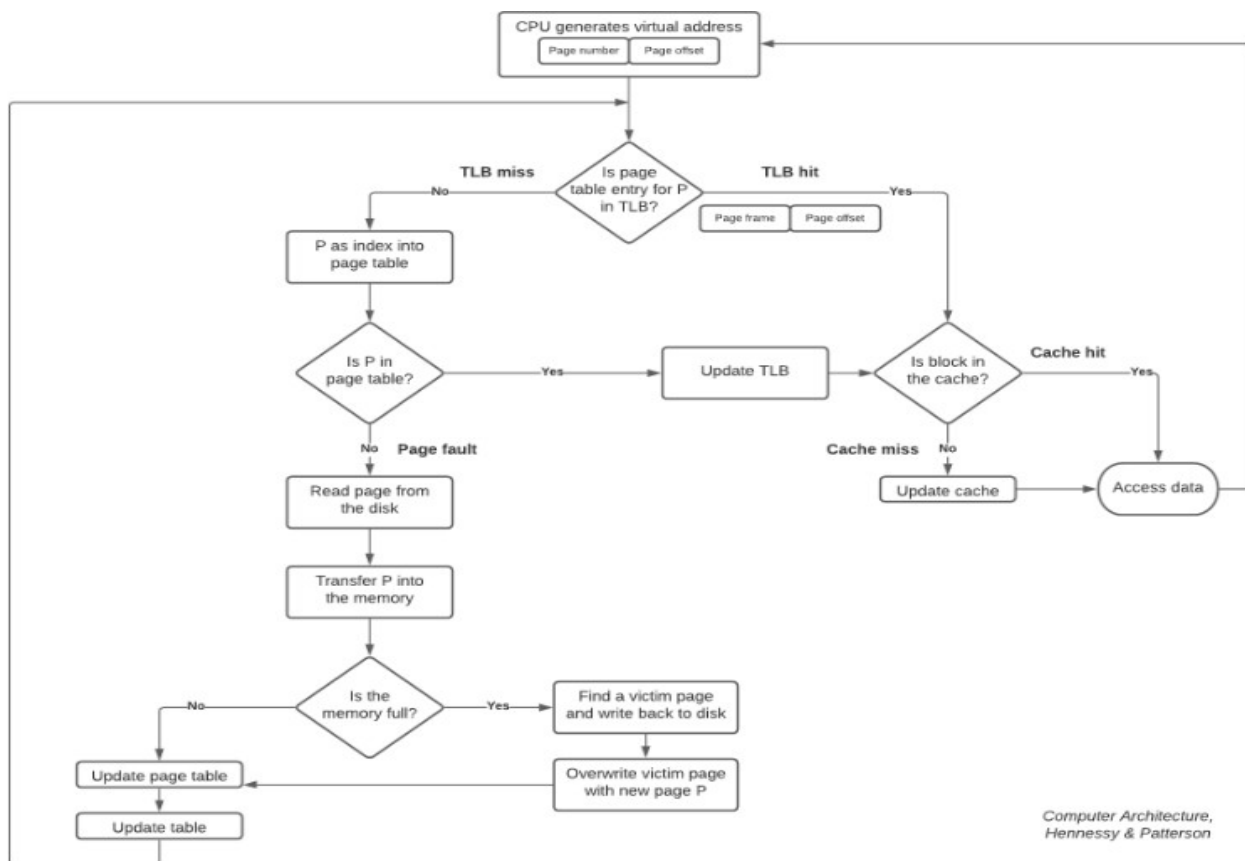 CPU generates virtual address
Page number
Page offset
TLB miss
No
Is page
table entry for P
in TLB?
TLB hit
Yes
Page frame
Page offset
P as index into
page table
Is P in
page table?
Yes
Update TLB
Is block in
the cache?
Cache hit
Yes
No
Page fault
Cache miss
No
Read page from
the disk
Update cache
Access data
Transfer P into
the memory
No
Is the
memory full?
Yes
Find a victim page
and write back to disk
Update page table
Overwrite victim page
with new page P
Update table
Computer Architecture,
Hennessy & Patterson